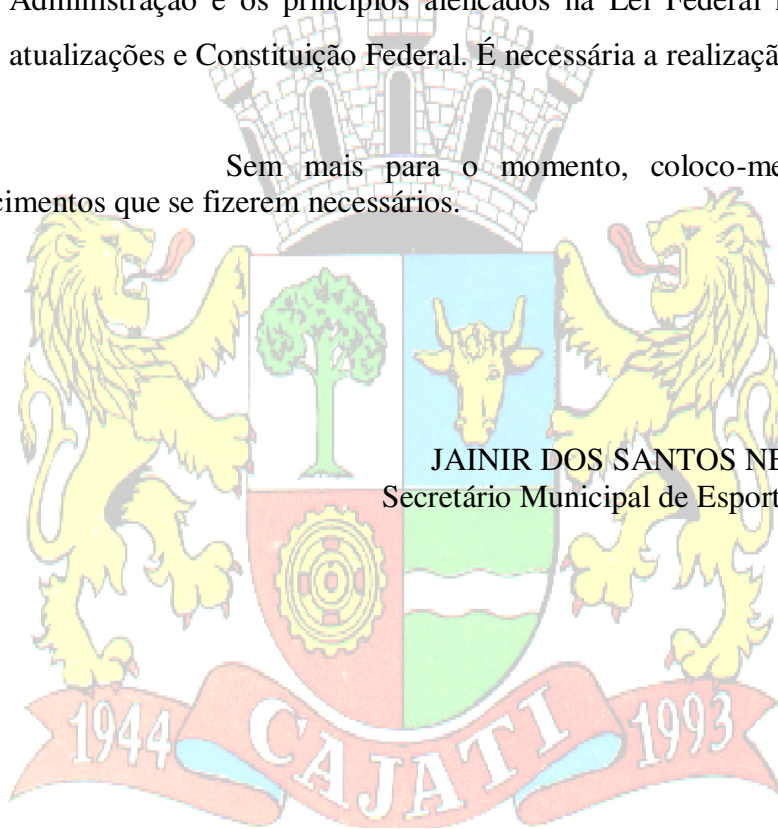 Administração e os princípios elencados na Lei Federal
atualizações e Constituição Federal. É necessária a realizaçã
Sem mais para o momento, coloco-me
cimentos que se fizerem necessários.
JAINIR DOS SANTOS NE
Secretário Municipal de Esport
1944 CAJATI 1993